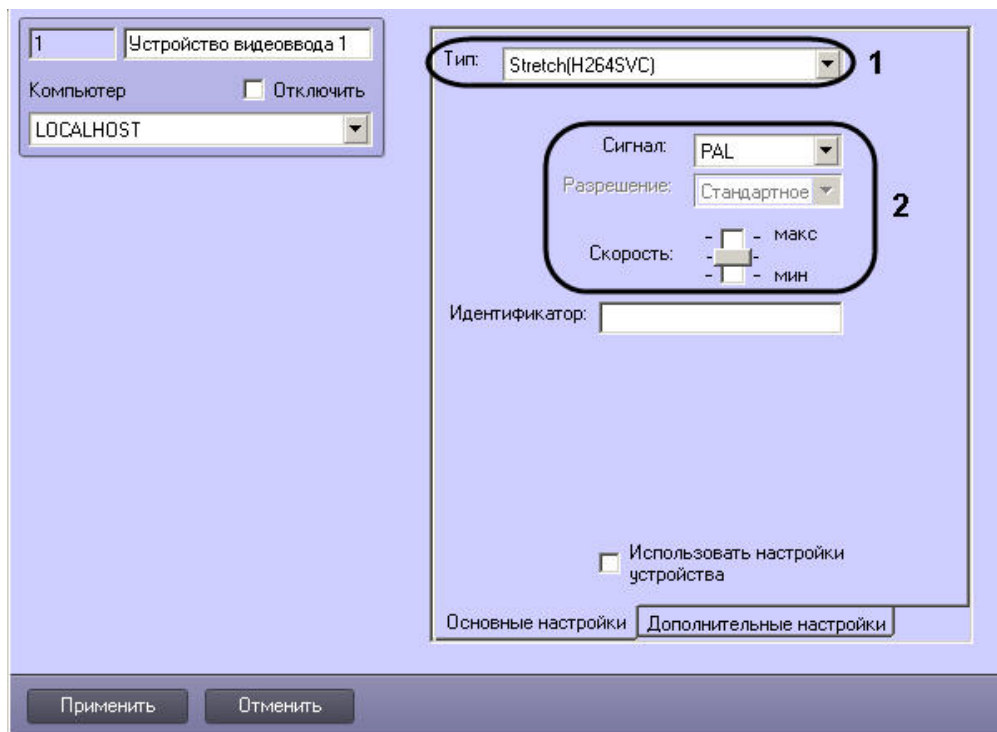 1 Устройство видеоввода 1
Компьютер Отключить
LOCALHOST
Тип: Stretch(H264SVC) 1
Сигнал: PAL
Разрешение: Стандартное
2
Скорость: - - макс
- -
- - мин
Идентификатор:
Использовать настройки
устройства
Основные настройки Дополнительные настройки
Применить Отменить